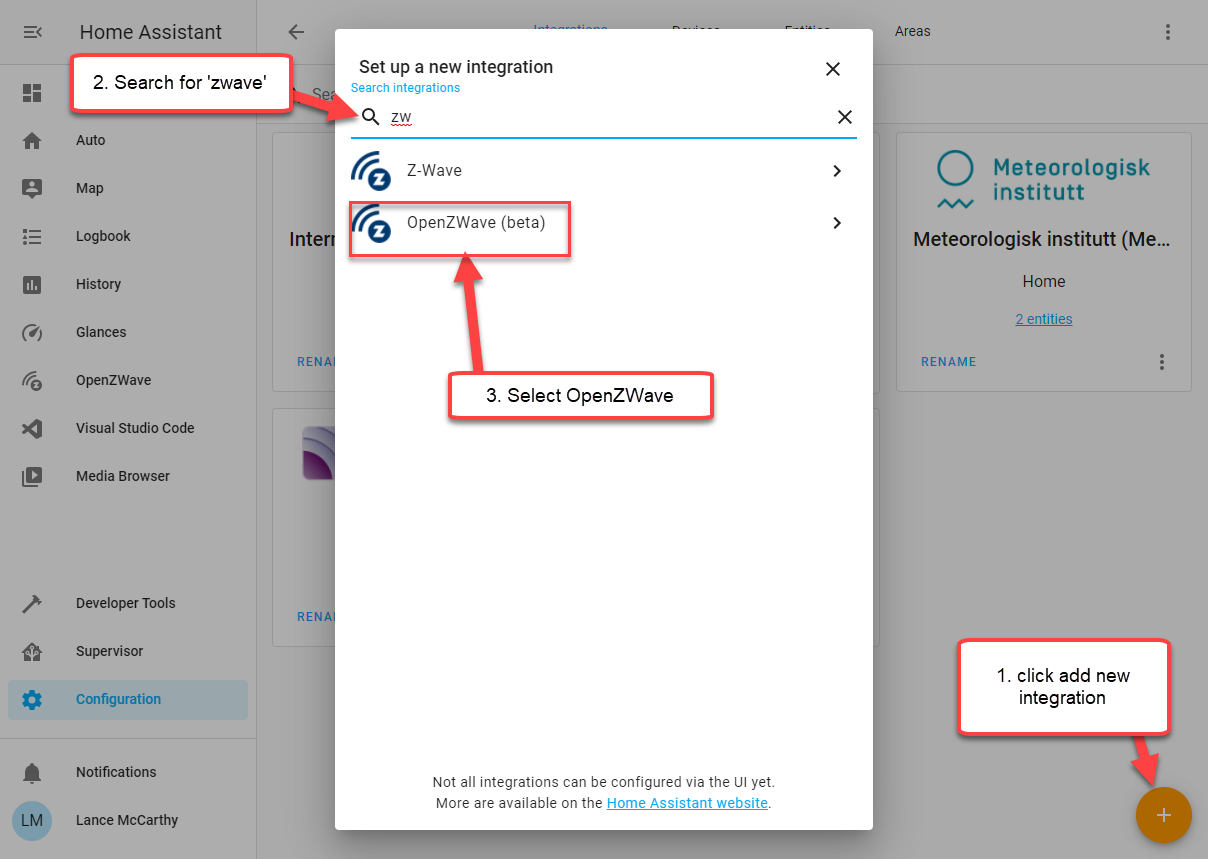 Home Assistant
Integrations
Devices
Entities
Areas
2. Search for 'zwave'
Sea
Auto
Map
Logbook
History
Glances
OpenZWave
Visual Studio Code
Media Browser
Developer Tools
Supervisor
Configuration
Notifications
LM
Lance McCarthy
Set up a new integration
Search integrations
zw
Z-Wave
OpenZWave (beta)
3. Select OpenZWave
Not all integrations can be configured via the UI yet.
More are available on the Home Assistant website.
Intern
RENA
RENA
Meteorologisk
institutt
Meteorologisk institutt (Me...
Home
2 entities
RENAME
1. click add new
integration